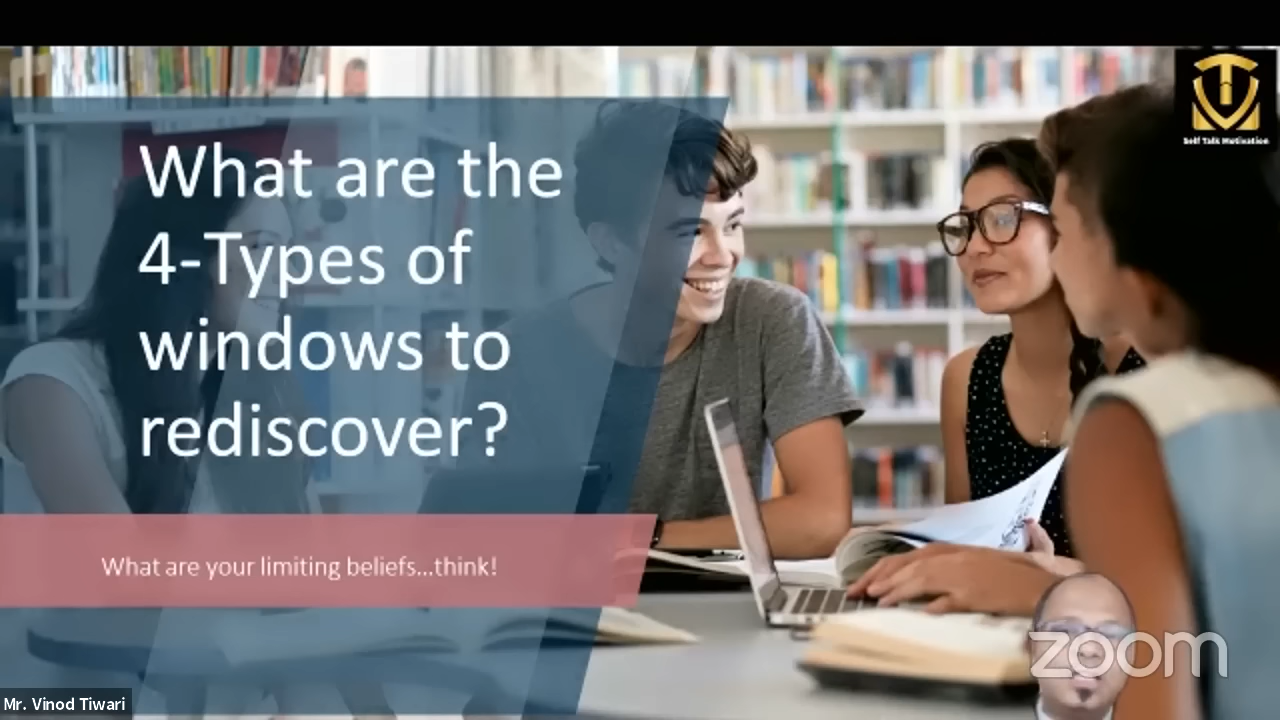 What are the
4-Types of
windows to
rediscover?
What are your limiting beliefs...think!
Self Talk Motivation
zoom
Mr. Vinod Tiwari